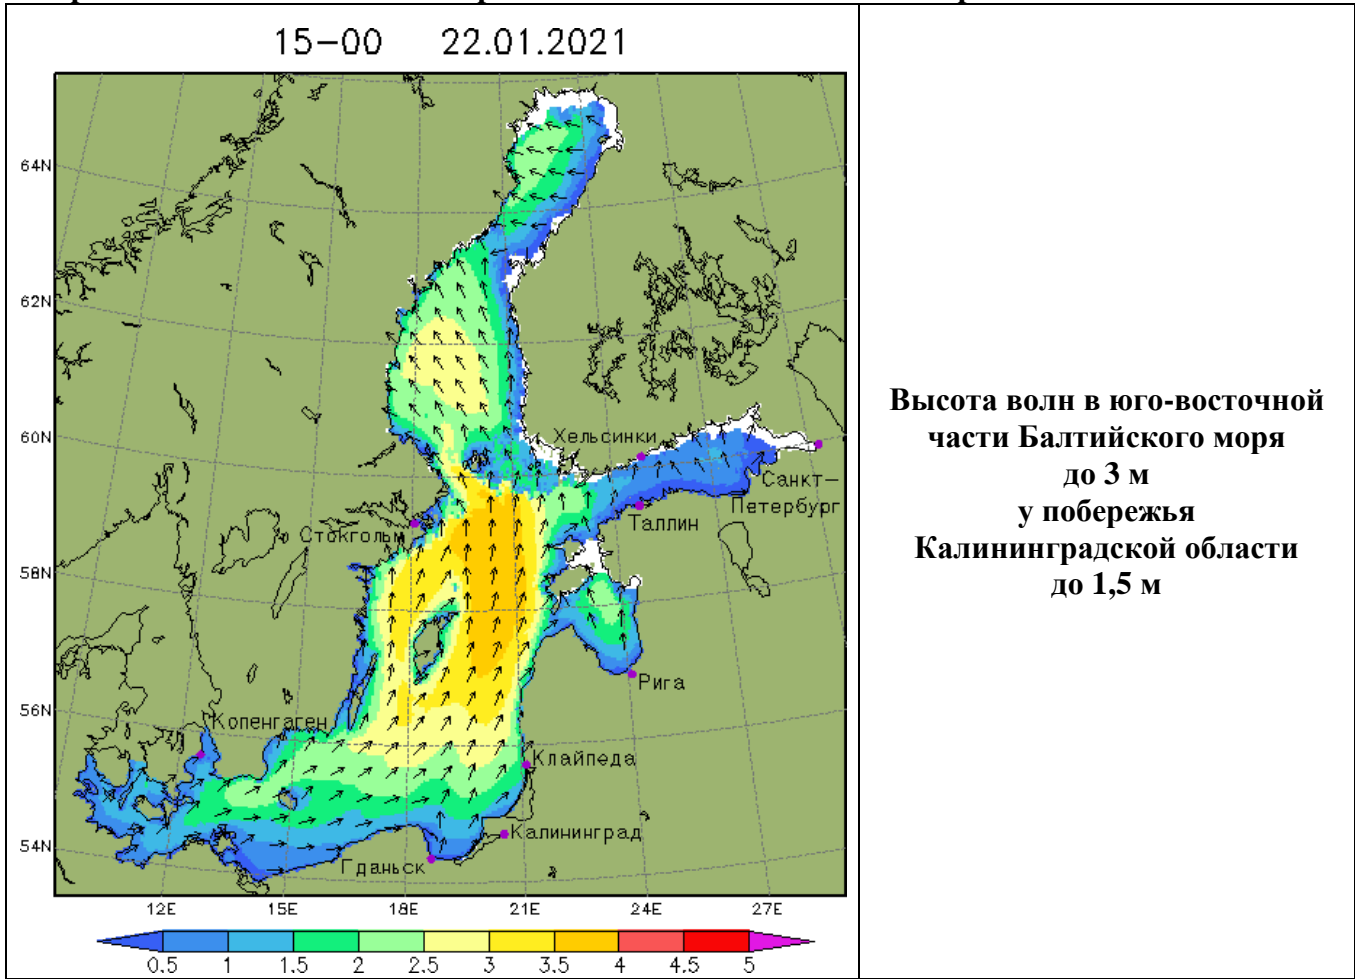 15-00 22.01.2021
64N
62N
60N
58N
56N
54N
Хельсинки
Санкт-
Петербург
Таллин
Стокгольм
Рига
Копенгаген
Клайпеда
Калининград
Гданьск
12E 15E 18E 21E 24E 27E
0.5 1 1.5 2 2.5 3 3.5 4 4.5 5
Высота волн в юго-восточной
части Балтийского моря
до 3 м
у побережья
Калининградской области
до 1,5 м